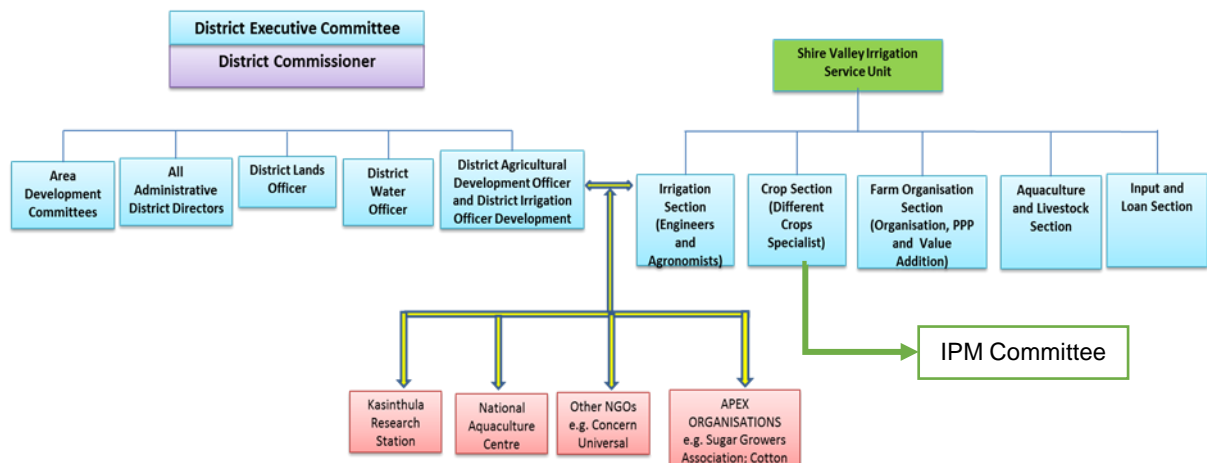 District Executive Committee
District Commissioner
Shire Valley Irrigation
Service Unit
Area
Development
Committees
All
Administrative
District Directors
District Lands
Officer
District
Water
Officer
District Agricultural
Development Officer
and District Irrigation
Officer Development
Irrigation
Section
(Engineers
and
Agronomists)
Crop Section
(Different
Crops
Specialist)
Farm Organisation
Section
(Organisation, PPP
and Value
Addition)
Aquaculture
and Livestock
Section
Input and
Loan Section
IPM Committee
Kasinthula
Research
Station
National
Aquaculture
Centre
Other NGOs
e.g. Concern
Universal
APEX
ORGANISATIONS
e.g. Sugar Growers
Association; Cotton